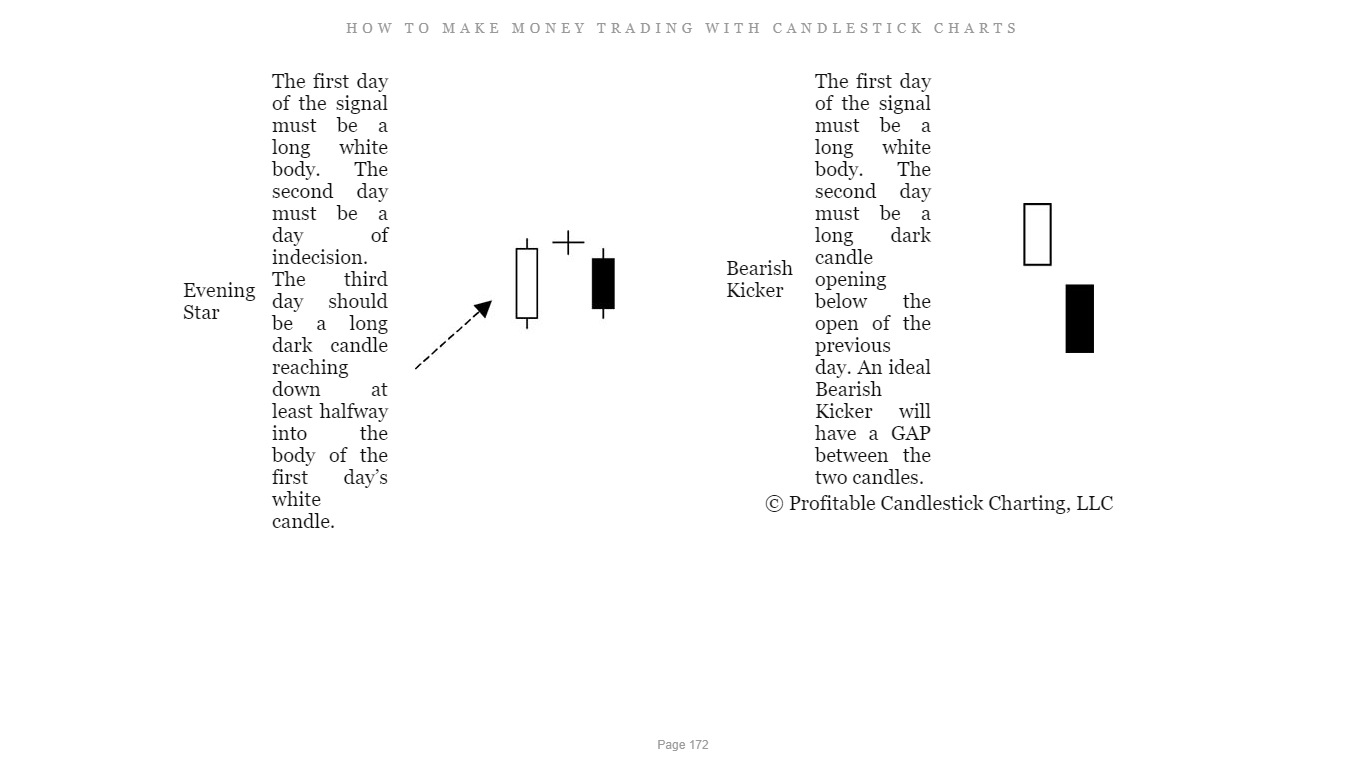 HOW TO MAKE MONEY TRADING WITH CANDLESTICK CHARTS
Evening
Star
The first day
of the signal
must be a
long white
body. The
second day
must be a
day of
indecision.
The third
day should
be a long
dark candle
reaching
down at
least halfway
into the
body of the
first day’s
white
candle.
Bearish
Kicker
The first day
of the signal
must be a
long white
body. The
second day
must be a
long dark
candle
opening
below the
open of the
previous
day. An ideal
Bearish
Kicker will
have a GAP
between the
two candles.
© Profitable Candlestick Charting, LLC
Page 172